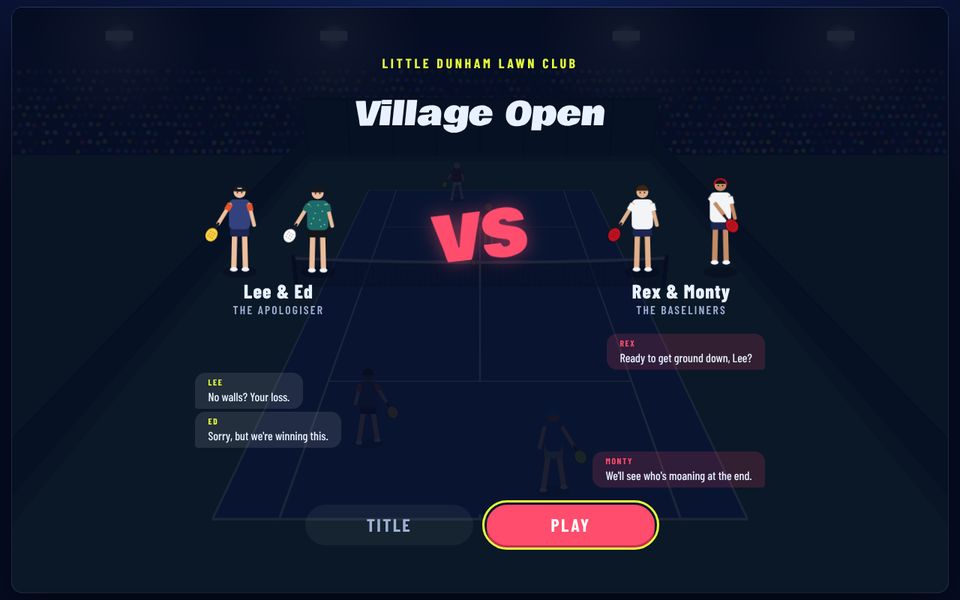 LITTLE DUNHAM LAWN CLUB
Village Open
VS
Lee & Ed
THE APOLOGISER
Rex & Monty
THE BASELINERS
REX
Ready to get ground down, Lee?
LEE
No walls? Your loss.
ED
Sorry, but we're winning this.
MONTY
We'll see who's moaning at the end.
TITLE
PLAY